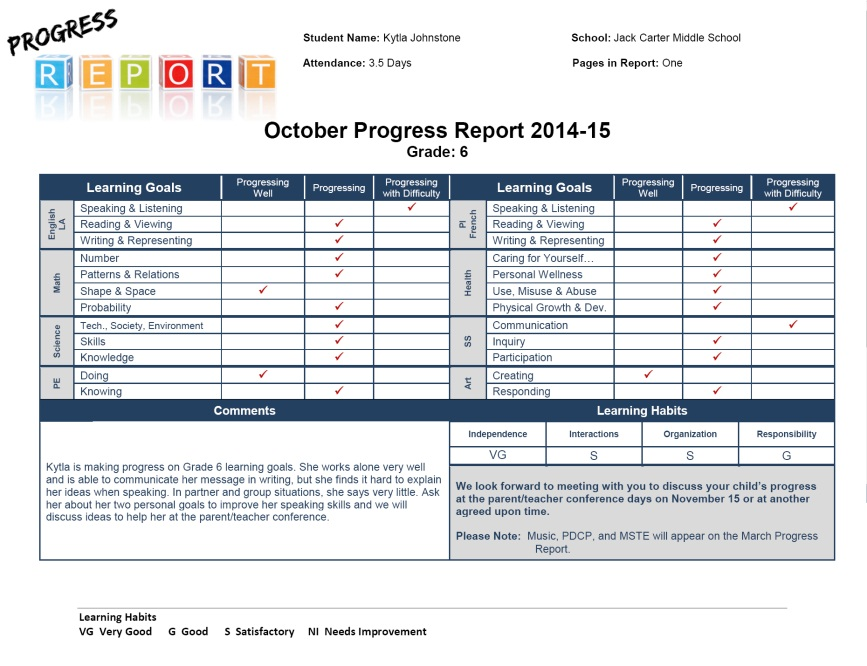 PROGRESS
REPORT
Student Name: Kytla Johnstone
School: Jack Carter Middle School
Attendance: 3.5 Days
Pages in Report: One
October Progress Report 2014-15
Grade: 6
Learning Goals Progressing Well Progressing Progressing with Difficulty Learning Goals Progressing Well Progressing Progressing with Difficulty
English LA Speaking & Listening ✓ PI French Speaking & Listening ✓
Reading & Viewing ✓ Reading & Viewing ✓
Writing & Representing ✓ Writing & Representing ✓
Math Number ✓ Health Caring for Yourself… ✓
Patterns & Relations ✓ Personal Wellness ✓
Shape & Space ✓ Use, Misuse & Abuse ✓
Probability ✓ Physical Growth & Dev. ✓
Science Tech., Society, Environment ✓ SS Communication ✓
Skills ✓ Inquiry ✓
Knowledge ✓ Participation ✓
PE Doing ✓ Art Creating ✓
Knowing ✓ Responding ✓
Comments
Kytla is making progress on Grade 6 learning goals. She works alone very well
and is able to communicate her message in writing, but she finds it hard to explain
her ideas when speaking. In partner and group situations, she says very little. Ask
her about her two personal goals to improve her speaking skills and we will
discuss ideas to help her at the parent/teacher conference.
Learning Habits
Independence Interactions Organization Responsibility
VG S S G
We look forward to meeting with you to discuss your child's progress
at the parent/teacher conference days on November 15 or at another
agreed upon time.
Please Note: Music, PDCP, and MSTE will appear on the March Progress
Report.
Learning Habits
VG Very Good G Good S Satisfactory NI Needs Improvement